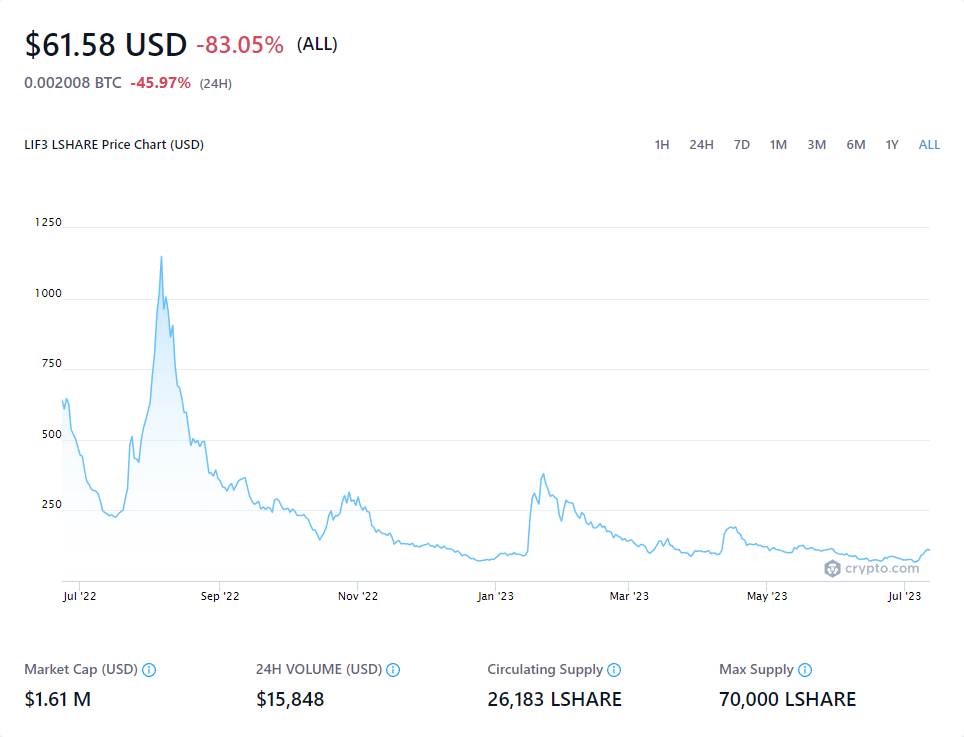 $61.58 USD -83.05% (ALL)
0.002008 BTC -45.97% (24H)
LIF3 LSHARE Price Chart (USD) 1H 24H 7D 1M 3M 6M 1Y ALL
1250
1000
750
500
250
crypto.com
Jul '22 Sep '22 Nov '22 Jan '23 Mar '23 May '23 Jul '23
Market Cap (USD) 24H VOLUME (USD) Circulating Supply Max Supply
$1.61 M $15,848 26,183 LSHARE 70,000 LSHARE